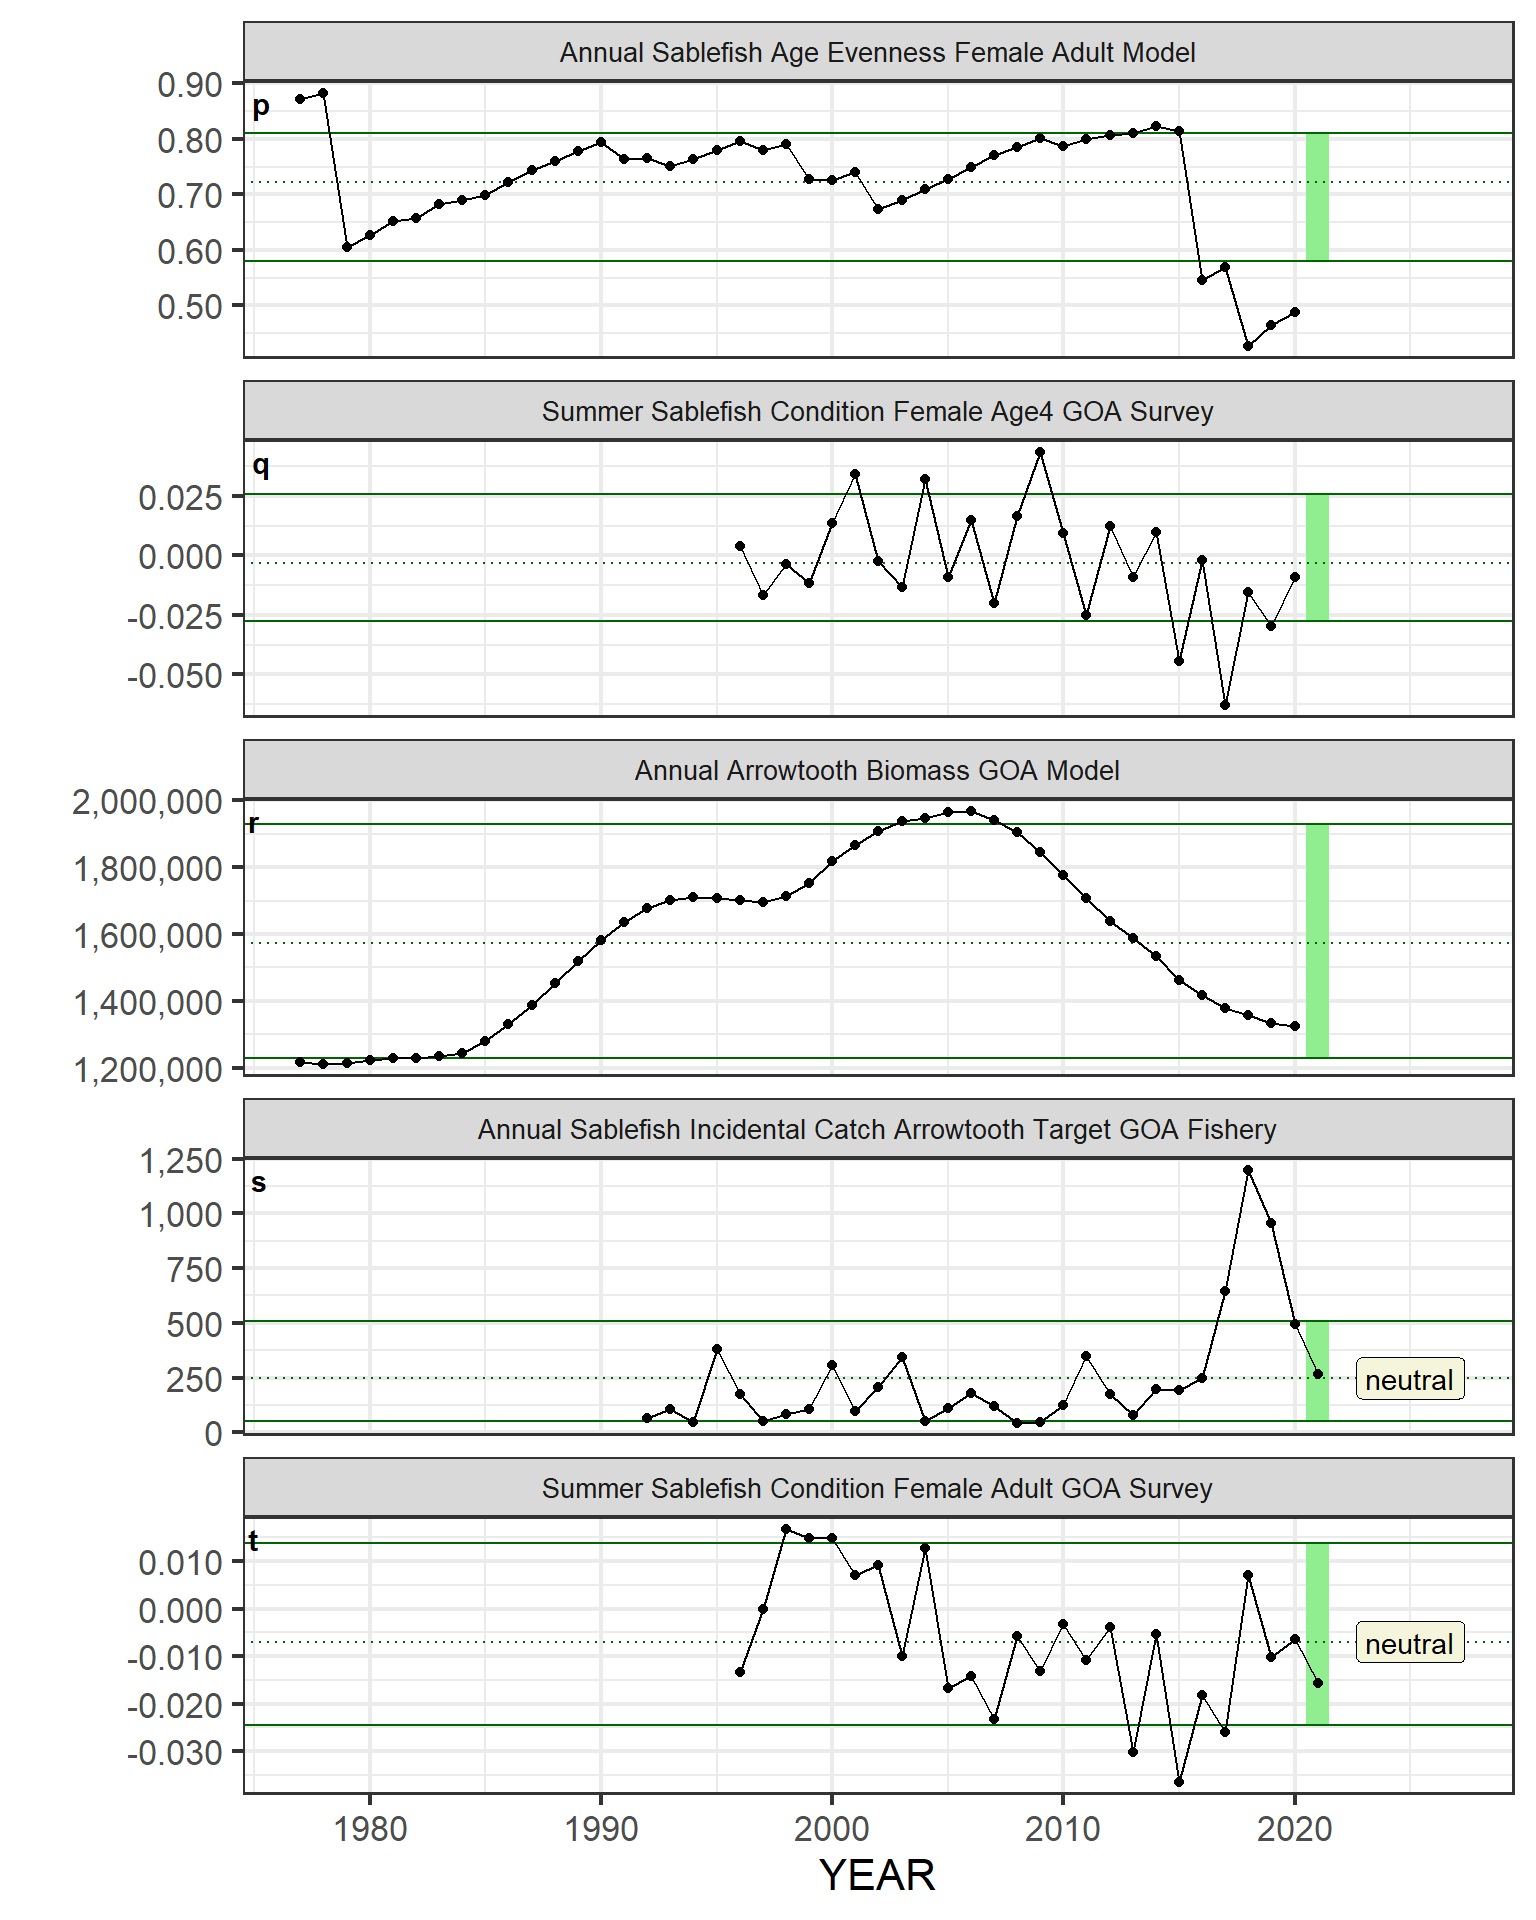 Annual Sablefish Age Evenness Female Adult Model
p
0.90
0.80
0.70
0.60
0.50
Summer Sablefish Condition Female Age4 GOA Survey
q
0.025
0.000
-0.025
-0.050
Annual Arrowtooth Biomass GOA Model
r
2,000,000
1,800,000
1,600,000
1,400,000
1,200,000
Annual Sablefish Incidental Catch Arrowtooth Target GOA Fishery
s
1,250
1,000
750
500
250
0
neutral
Summer Sablefish Condition Female Adult GOA Survey
t
0.010
0.000
-0.010
-0.020
-0.030
neutral
1980 1990 2000 2010 2020
YEAR